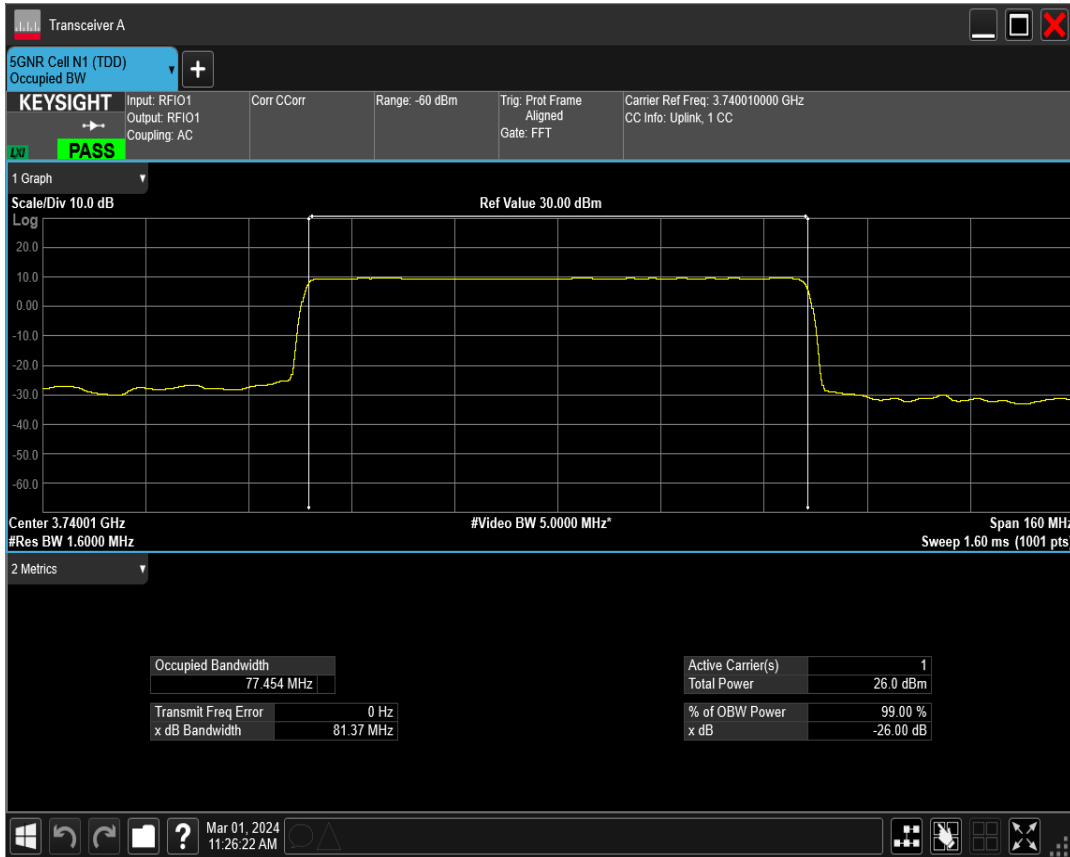 Transceiver A
5GNR Cell N1 (TDD)
Occupied BW
+
KEYSIGHT
LXI
PASS
Input: RFIO1
Output: RFIO1
Coupling: AC
Corr CCorr
Range: -60 dBm
Trig: Prot Frame
Aligned
Gate: FFT
Carrier Ref Freq: 3.740010000 GHz
CC Info: Uplink, 1 CC
1 Graph
Scale/Div 10.0 dB
Ref Value 30.00 dBm
Log
20.0
10.0
0.00
-10.0
-20.0
-30.0
-40.0
-50.0
-60.0
Center 3.74001 GHz
#Video BW 5.0000 MHz*
Span 160 MHz
#Res BW 1.6000 MHz
Sweep 1.60 ms (1001 pts)
2 Metrics
Occupied Bandwidth
77.454 MHz
Transmit Freq Error 0 Hz
x dB Bandwidth 81.37 MHz
Active Carrier(s) 1
Total Power 26.0 dBm
% of OBW Power 99.00 %
x dB -26.00 dB
?
Mar 01, 2024
11:26:22 AM